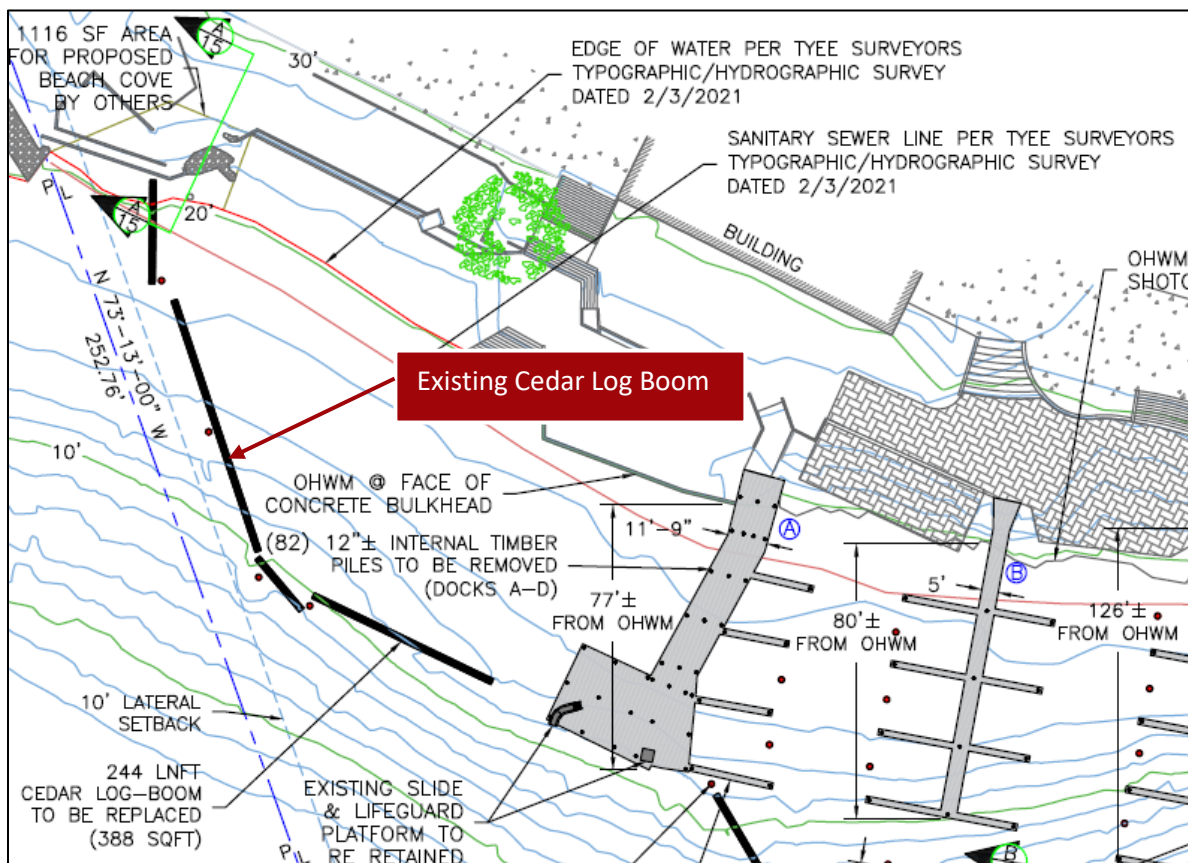 1116 SF AREA
FOR PROPOSED
BEACH COVE
BY OTHERS
A
15
30'
EDGE OF WATER PER TYEE SURVEYORS
TYPOGRAPHIC/HYDROGRAPHIC SURVEY
DATED 2/3/2021
SANITARY SEWER LINE PER TYEE SURVEYORS
TYPOGRAPHIC/HYDROGRAPHIC SURVEY
DATED 2/3/2021
P L
A
15
20'
BUILDING
OHWM
SHOTC
N 73'-13'-00" W
252.76'
Existing Cedar Log Boom
10'
OHWM @ FACE OF
CONCRETE BULKHEAD
(82) 12"± INTERNAL TIMBER
PILES TO BE REMOVED
(DOCKS A-D)
11'-9"
A
77'±
FROM OHWM
B
5'
80'±
FROM OHWM
126'±
FROM OHWM
10' LATERAL
SETBACK
244 LNFT
CEDAR LOG-BOOM
TO BE REPLACED
(388 SQFT)
EXISTING SLIDE
& LIFEGUARD
PLATFORM TO
BE RETAINED
P L
B